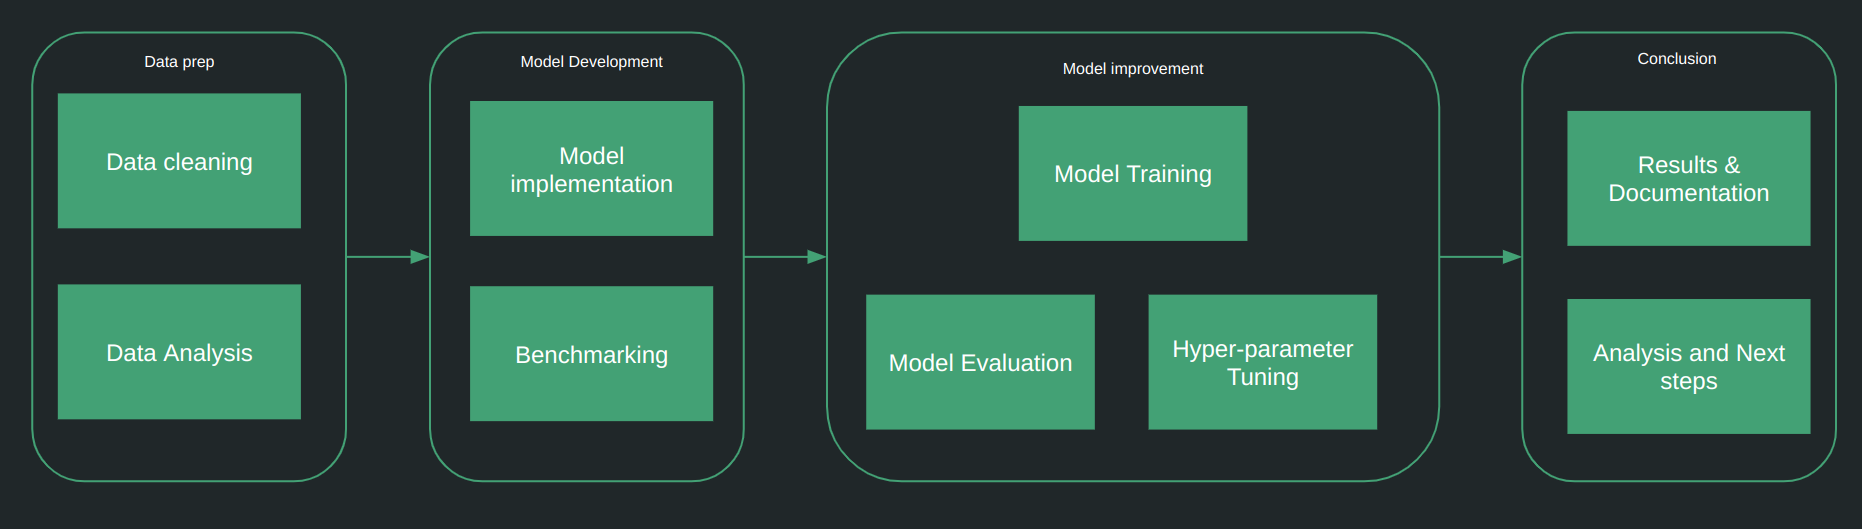 Data prep
Data cleaning
Data Analysis
Model Development
Model
implementation
Benchmarking
Model improvement
Model Training
Model Evaluation
Hyper-parameter
Tuning
Conclusion
Results &
Documentation
Analysis and Next
steps